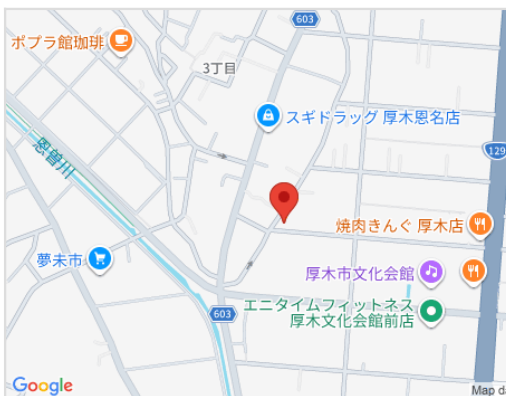 603
ポプラ館珈琲
3丁目
スギドラッグ 厚木恩名店
恩曽川
129
焼肉きんぐ 厚木店
夢未市
厚木市文化会館
エニタイムフィットネス
厚木文化会館前店
603
Google
Map da